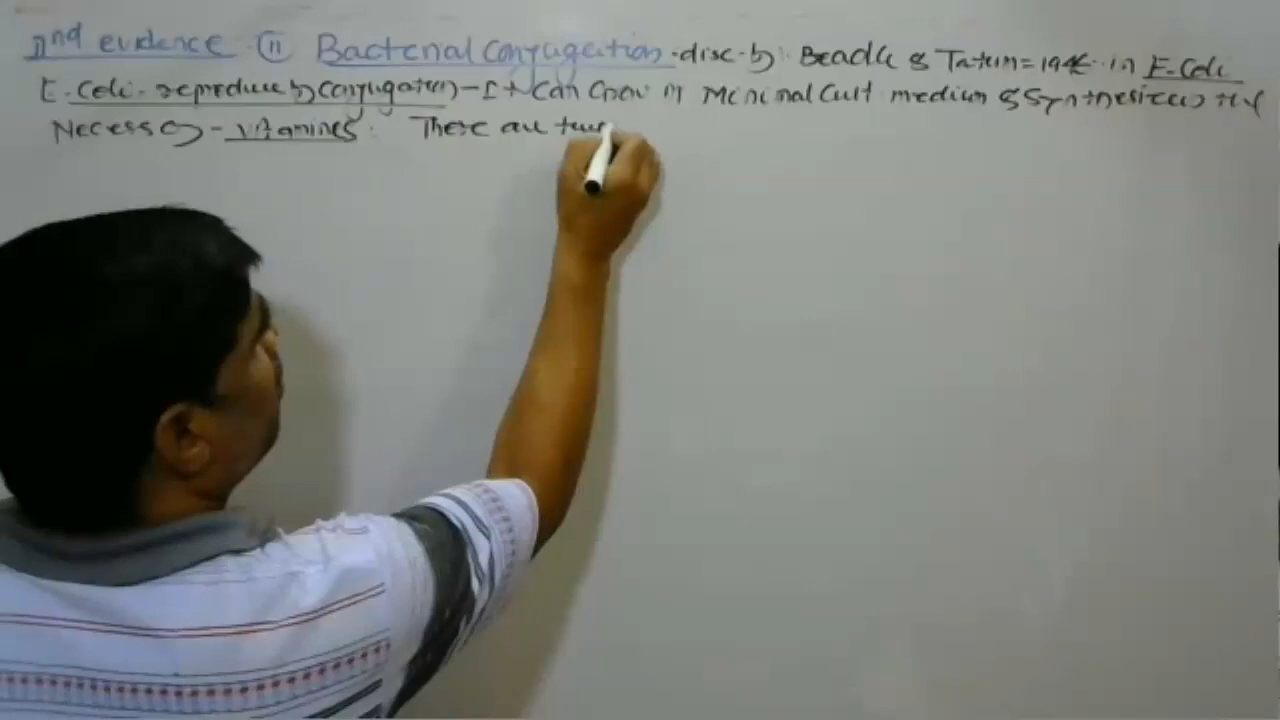 IInd evidence (ii) Bacterial Conjugation - disc - by: Beadle & Tatum = 194 in E. Coli
E. Coli - reproduce by conjugation - It can Grow in Minimal Cult medium & Synthesizes the
Necessary - vitamines: There are two